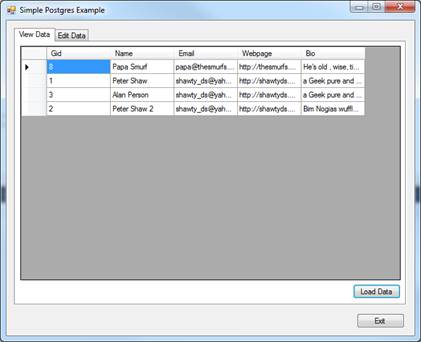 Simple Postgres Example
View Data Edit Data
Gid Name Email Webpage Bio
8 Papa Smurf papa@thesmurfs.... http://thesmurfs.... He's old , wise, ti...
1 Peter Shaw shawty_ds@yah... http://shawtyds.... a Geek pure and ...
3 Alan Person shawty_ds@yah... http://shawtyds.... a Geek pure and ...
2 Peter Shaw 2 shawty_ds@yah... http://shawtyds.... Bim Nogias wuffl...
Load Data
Exit